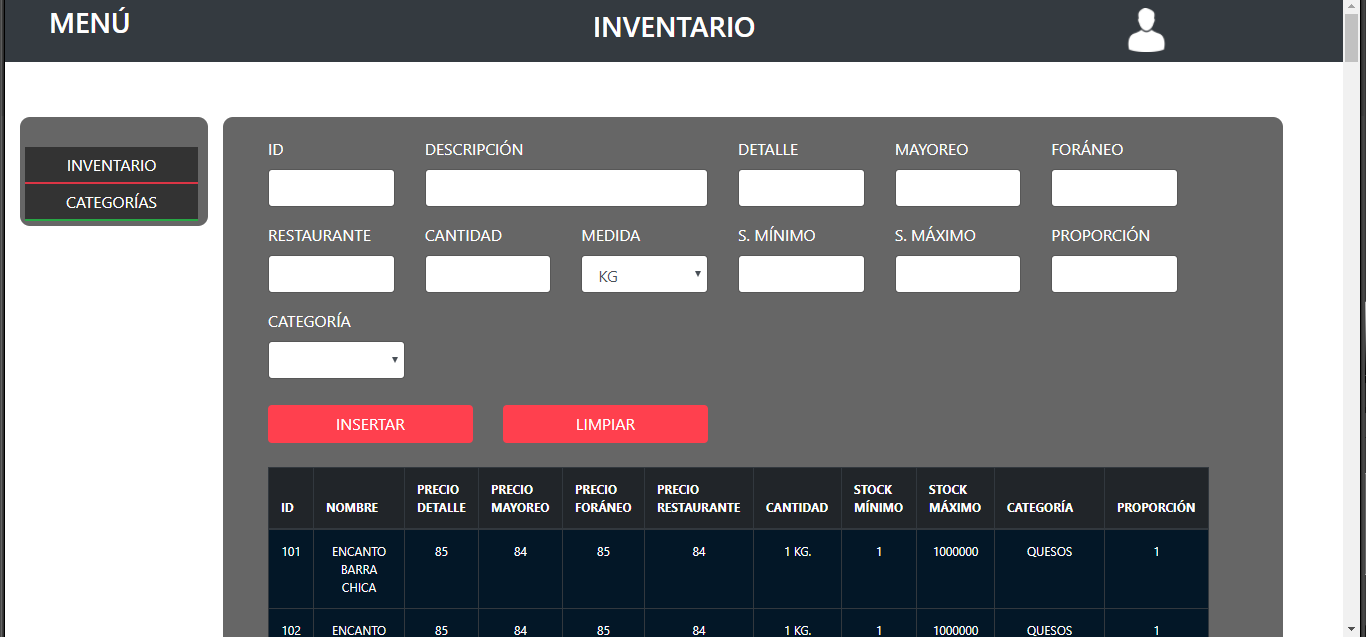 MENÚ
INVENTARIO
INVENTARIO
CATEGORÍAS
ID DESCRIPCIÓN DETALLE MAYOREO FORÁNEO
RESTAURANTE CANTIDAD MEDIDA S. MÍNIMO S. MÁXIMO PROPORCIÓN
KG
CATEGORÍA
INSERTAR LIMPIAR
ID NOMBRE PRECIO DETALLE PRECIO MAYOREO PRECIO FORÁNEO PRECIO RESTAURANTE CANTIDAD STOCK MÍNIMO STOCK MÁXIMO CATEGORÍA PROPORCIÓN
101 ENCANTO BARRA CHICA 85 84 85 84 1 KG. 1 1000000 QUESOS 1
102 ENCANTO 85 84 85 84 1 KG. 1 1000000 QUESOS 1